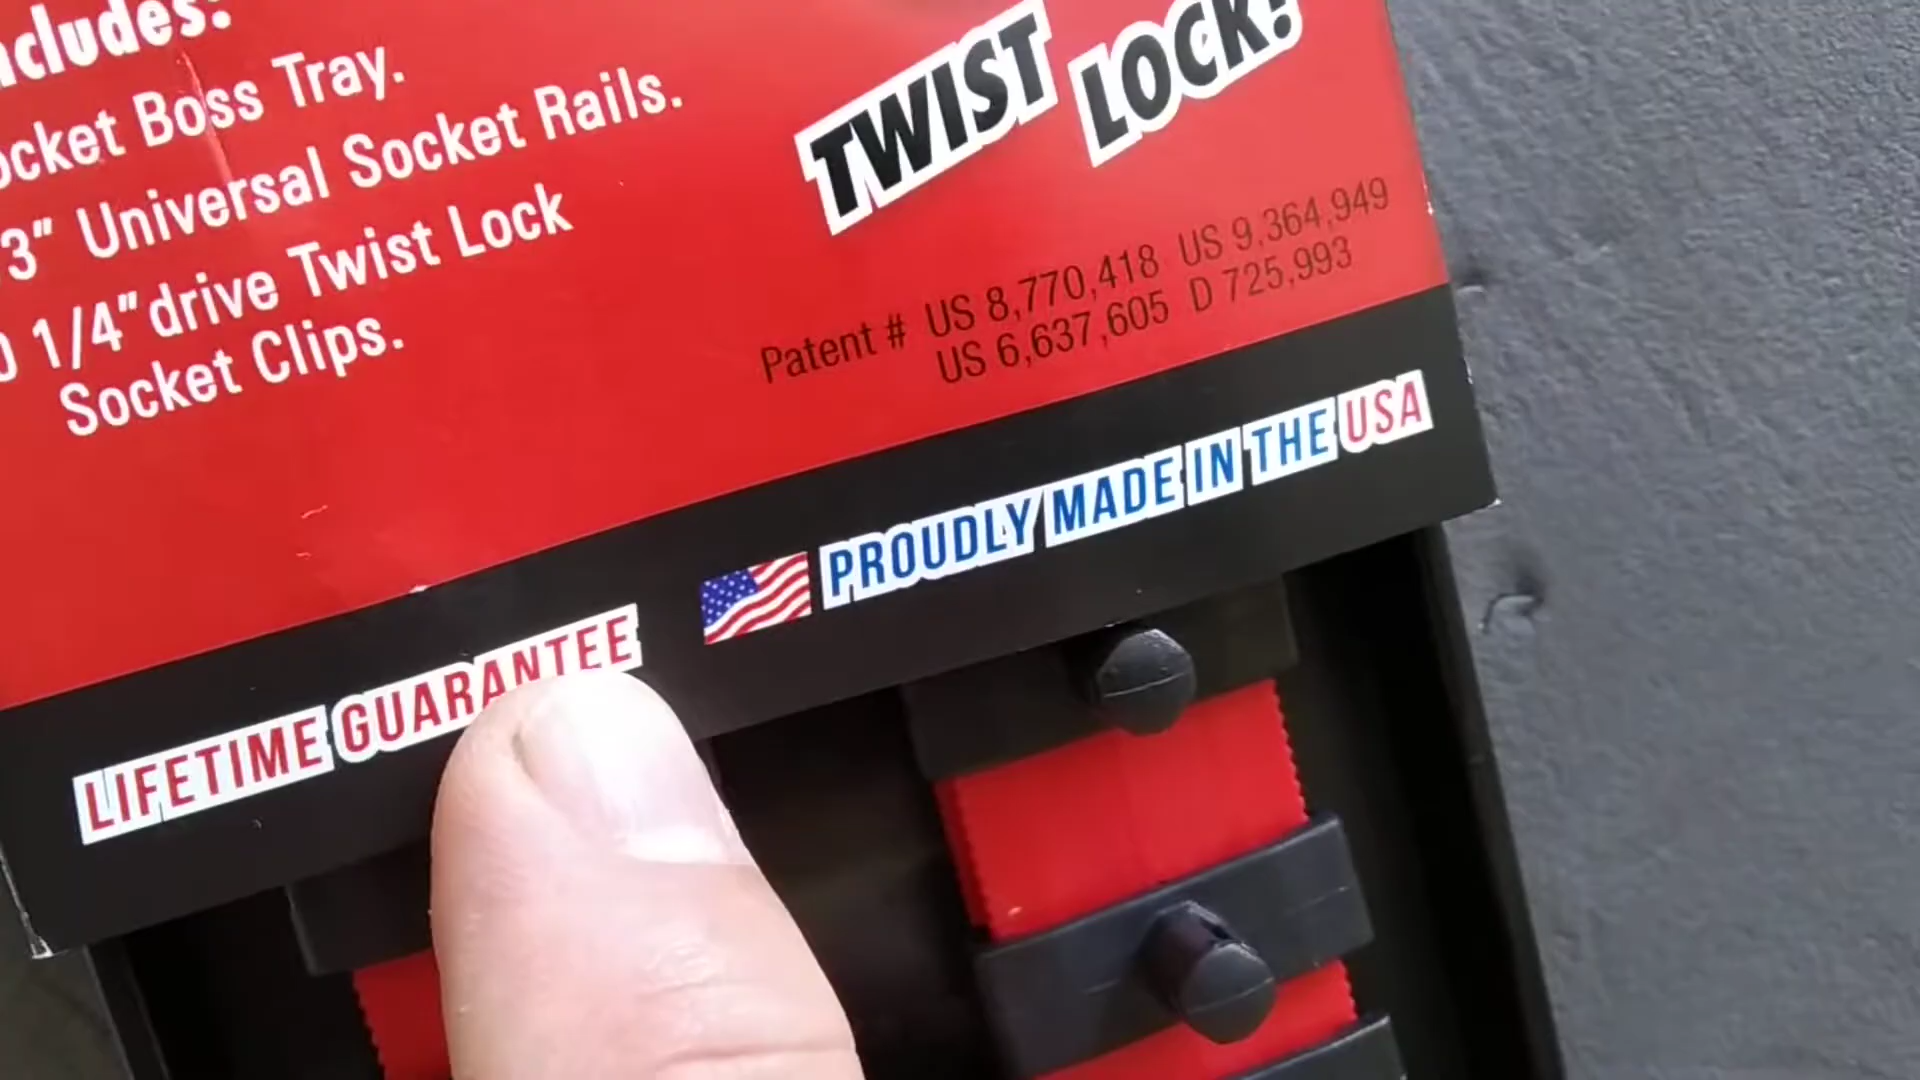 ncludes:
ocket Boss Tray.
3" Universal Socket Rails.
1/4"drive Twist Lock
Socket Clips.
TWIST LOCK!
Patent # US 8,770,418 US 9,364,949
US 6,637,605 D 725,993
LIFETIME GUARANTEE
PROUDLY MADE IN THE USA